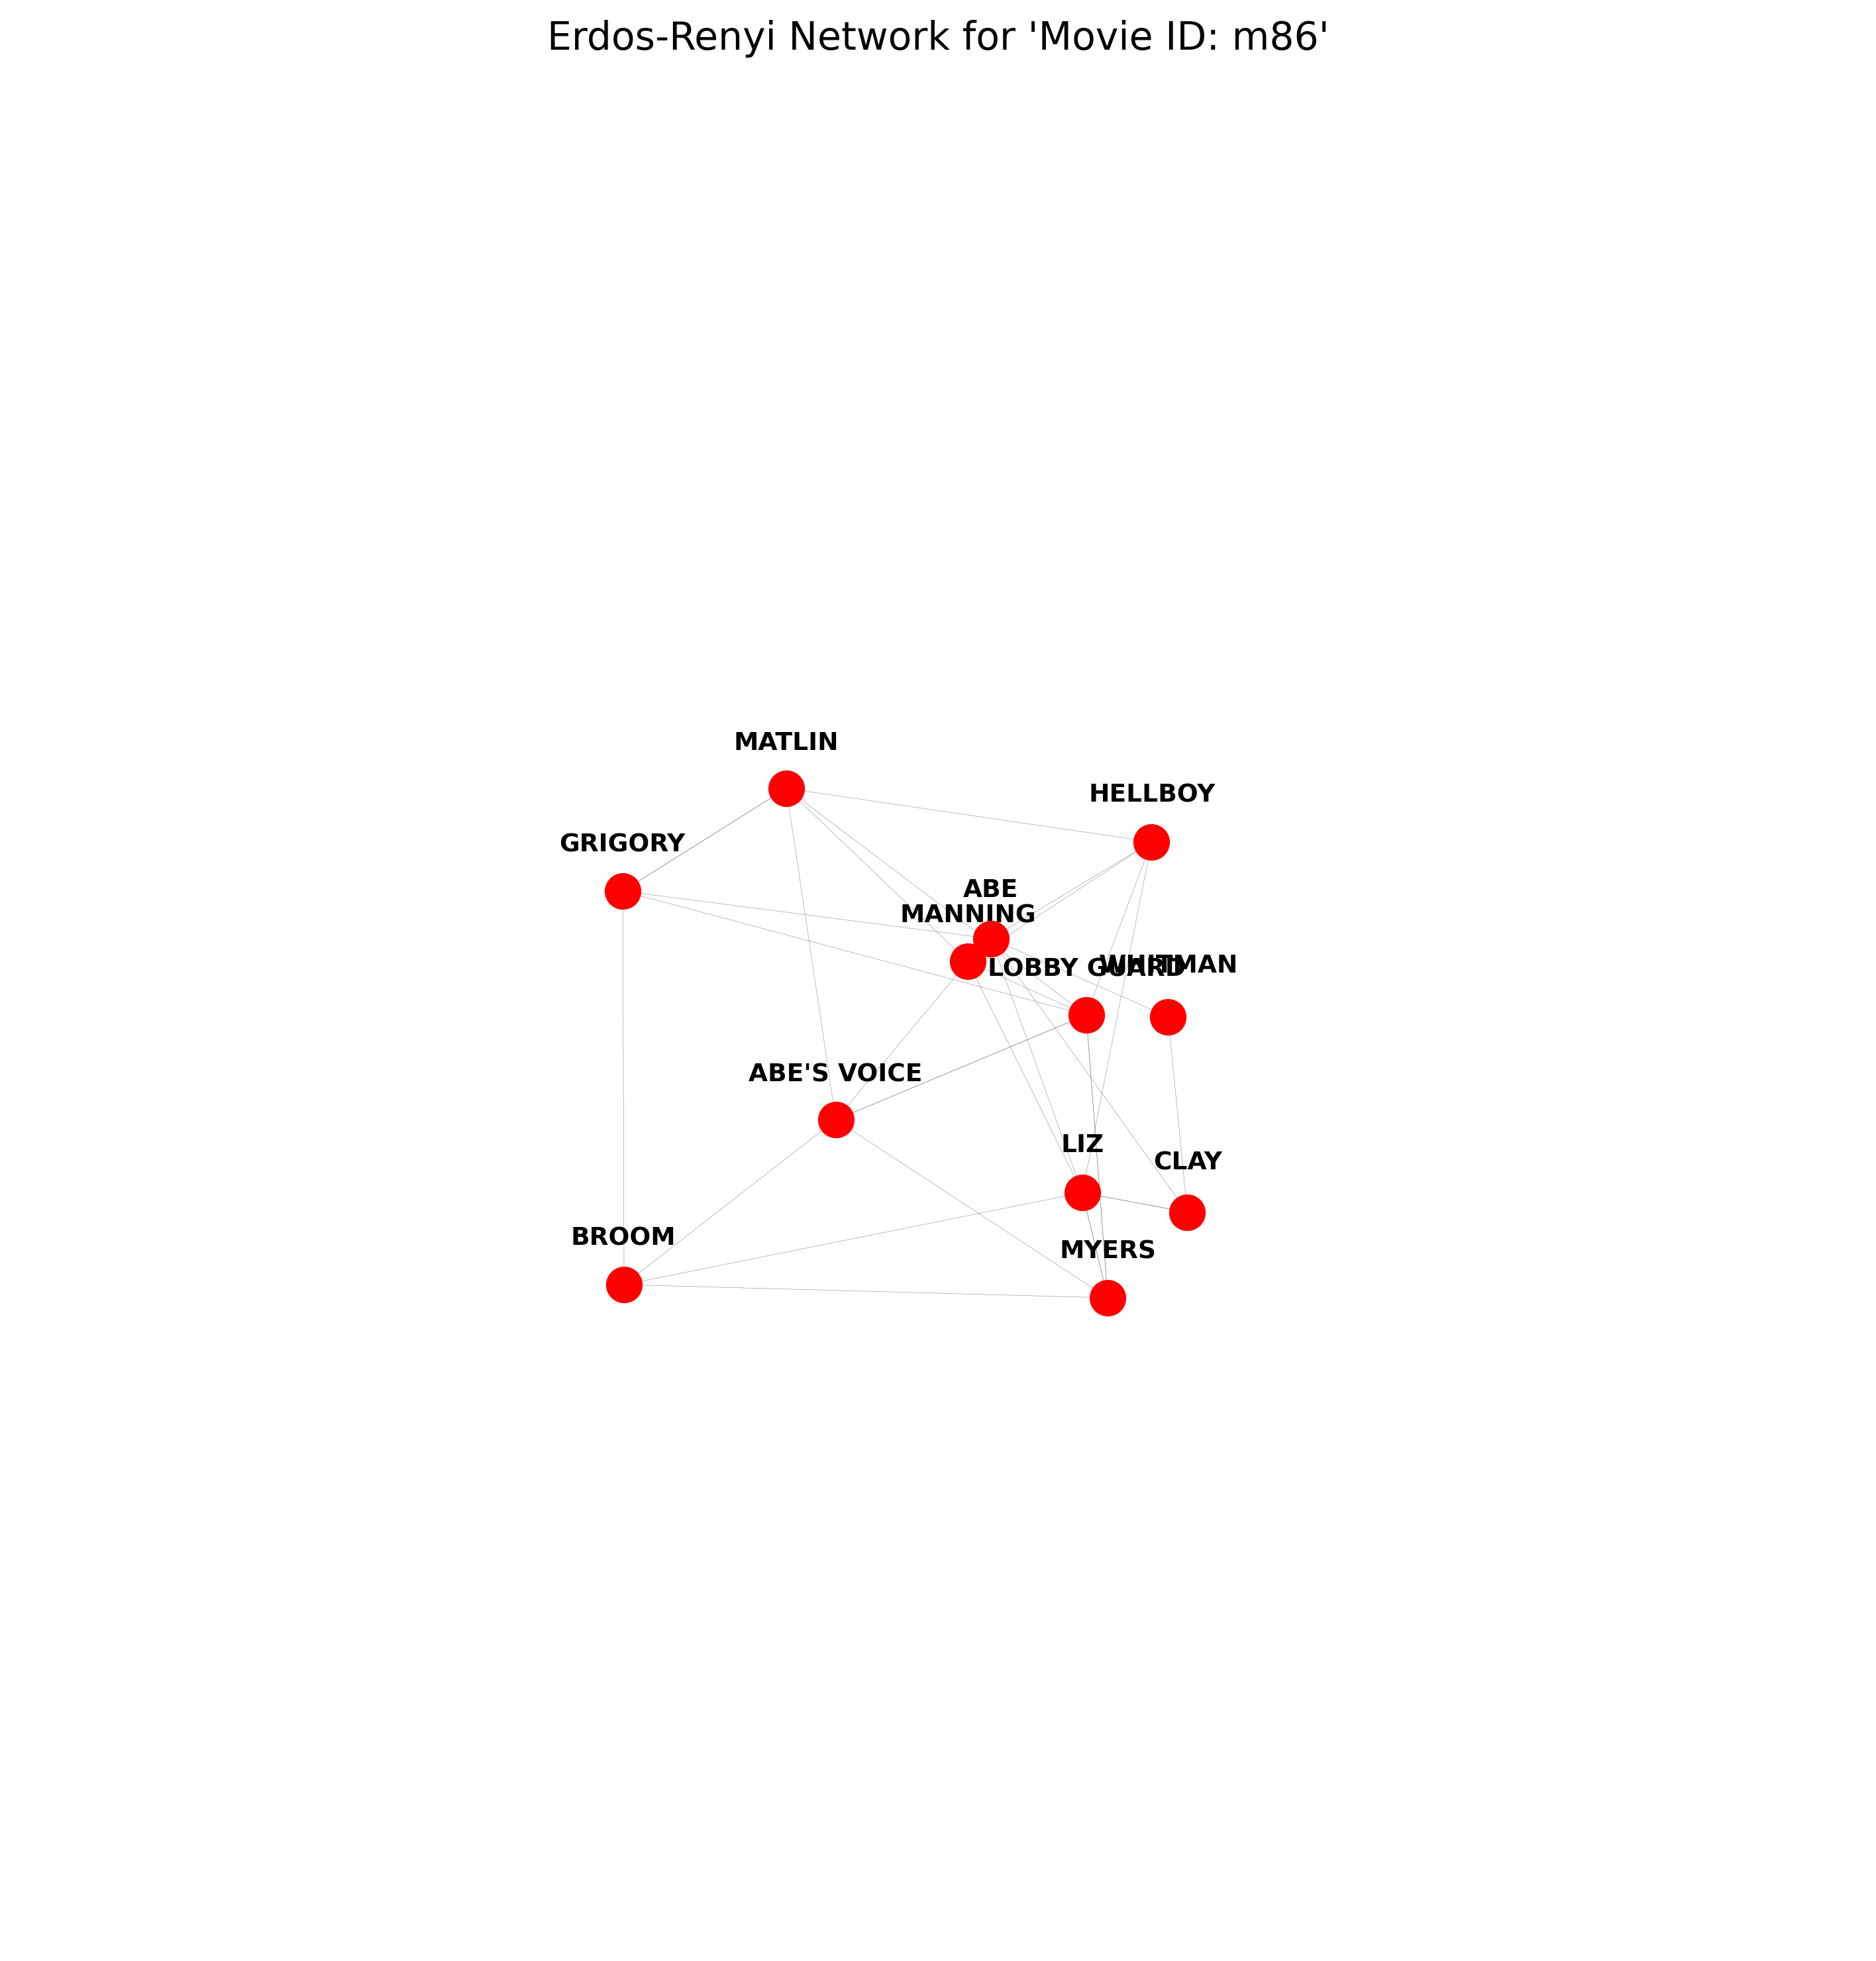 Erdos-Renyi Network for 'Movie ID: m86'
MATLIN
HELLBOY
GRIGORY
ABE
MANNING
LOBBY GUARD
WHITMAN
ABE'S VOICE
LIZ
CLAY
BROOM
MYERS